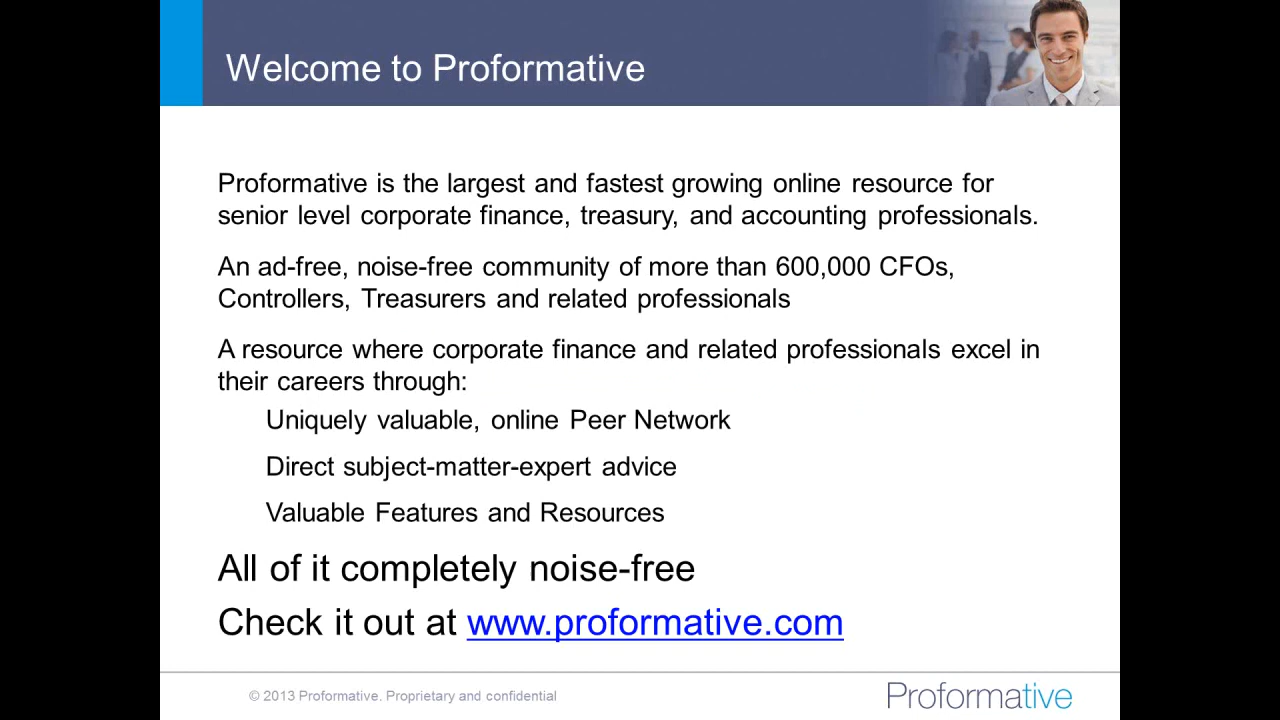 Welcome to Proformative
Proformative is the largest and fastest growing online resource for
senior level corporate finance, treasury, and accounting professionals.
An ad-free, noise-free community of more than 600,000 CFOs,
Controllers, Treasurers and related professionals
A resource where corporate finance and related professionals excel in
their careers through:
Uniquely valuable, online Peer Network
Direct subject-matter-expert advice
Valuable Features and Resources
All of it completely noise-free
Check it out at www.proformative.com
© 2013 Proformative. Proprietary and confidential
Proformative